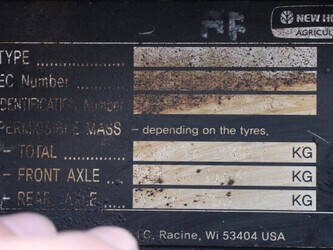 NEW H
AGRICUL
TYPE
EC Number
IDENTIFICATION Number
PERMISSIBLE MASS – depending on the tyres,
– TOTAL KG
– FRONT AXLE KG
– REAR AXLE KG
C, Racine, Wi 53404 USA